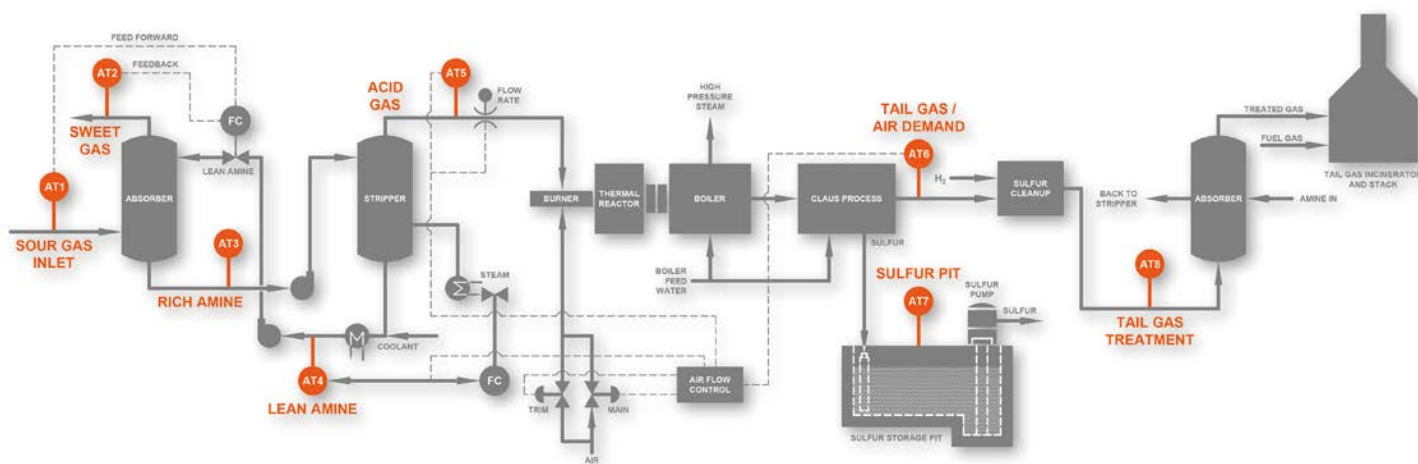 FEED FORWARD
AT2
FEEDBACK
FC
SWEET
GAS
LEAN AMINE
AT1
ABSORBER
SOUR GAS
INLET
AT3
RICH AMINE
ACID
GAS
AT5
FLOW
RATE
STRIPPER
STEAM
COOLANT
AT4
LEAN AMINE
FC
BURNER
THERMAL
REACTOR
HIGH
PRESSURE
STEAM
BOILER
BOILER
FEED
WATER
TRIM
MAIN
AIR
AIR FLOW
CONTROL
TAIL GAS /
AIR DEMAND
AT6
CLAUS PROCESS
H2
SULFUR
CLEANUP
SULFUR
SULFUR PIT
AT7
SULFUR
PUMP
SULFUR
SULFUR STORAGE PIT
AT8
TAIL GAS
TREATMENT
BACK TO
STRIPPER
ABSORBER
AMINE IN
TREATED GAS
FUEL GAS
TAIL GAS INCINERATOR
AND STACK